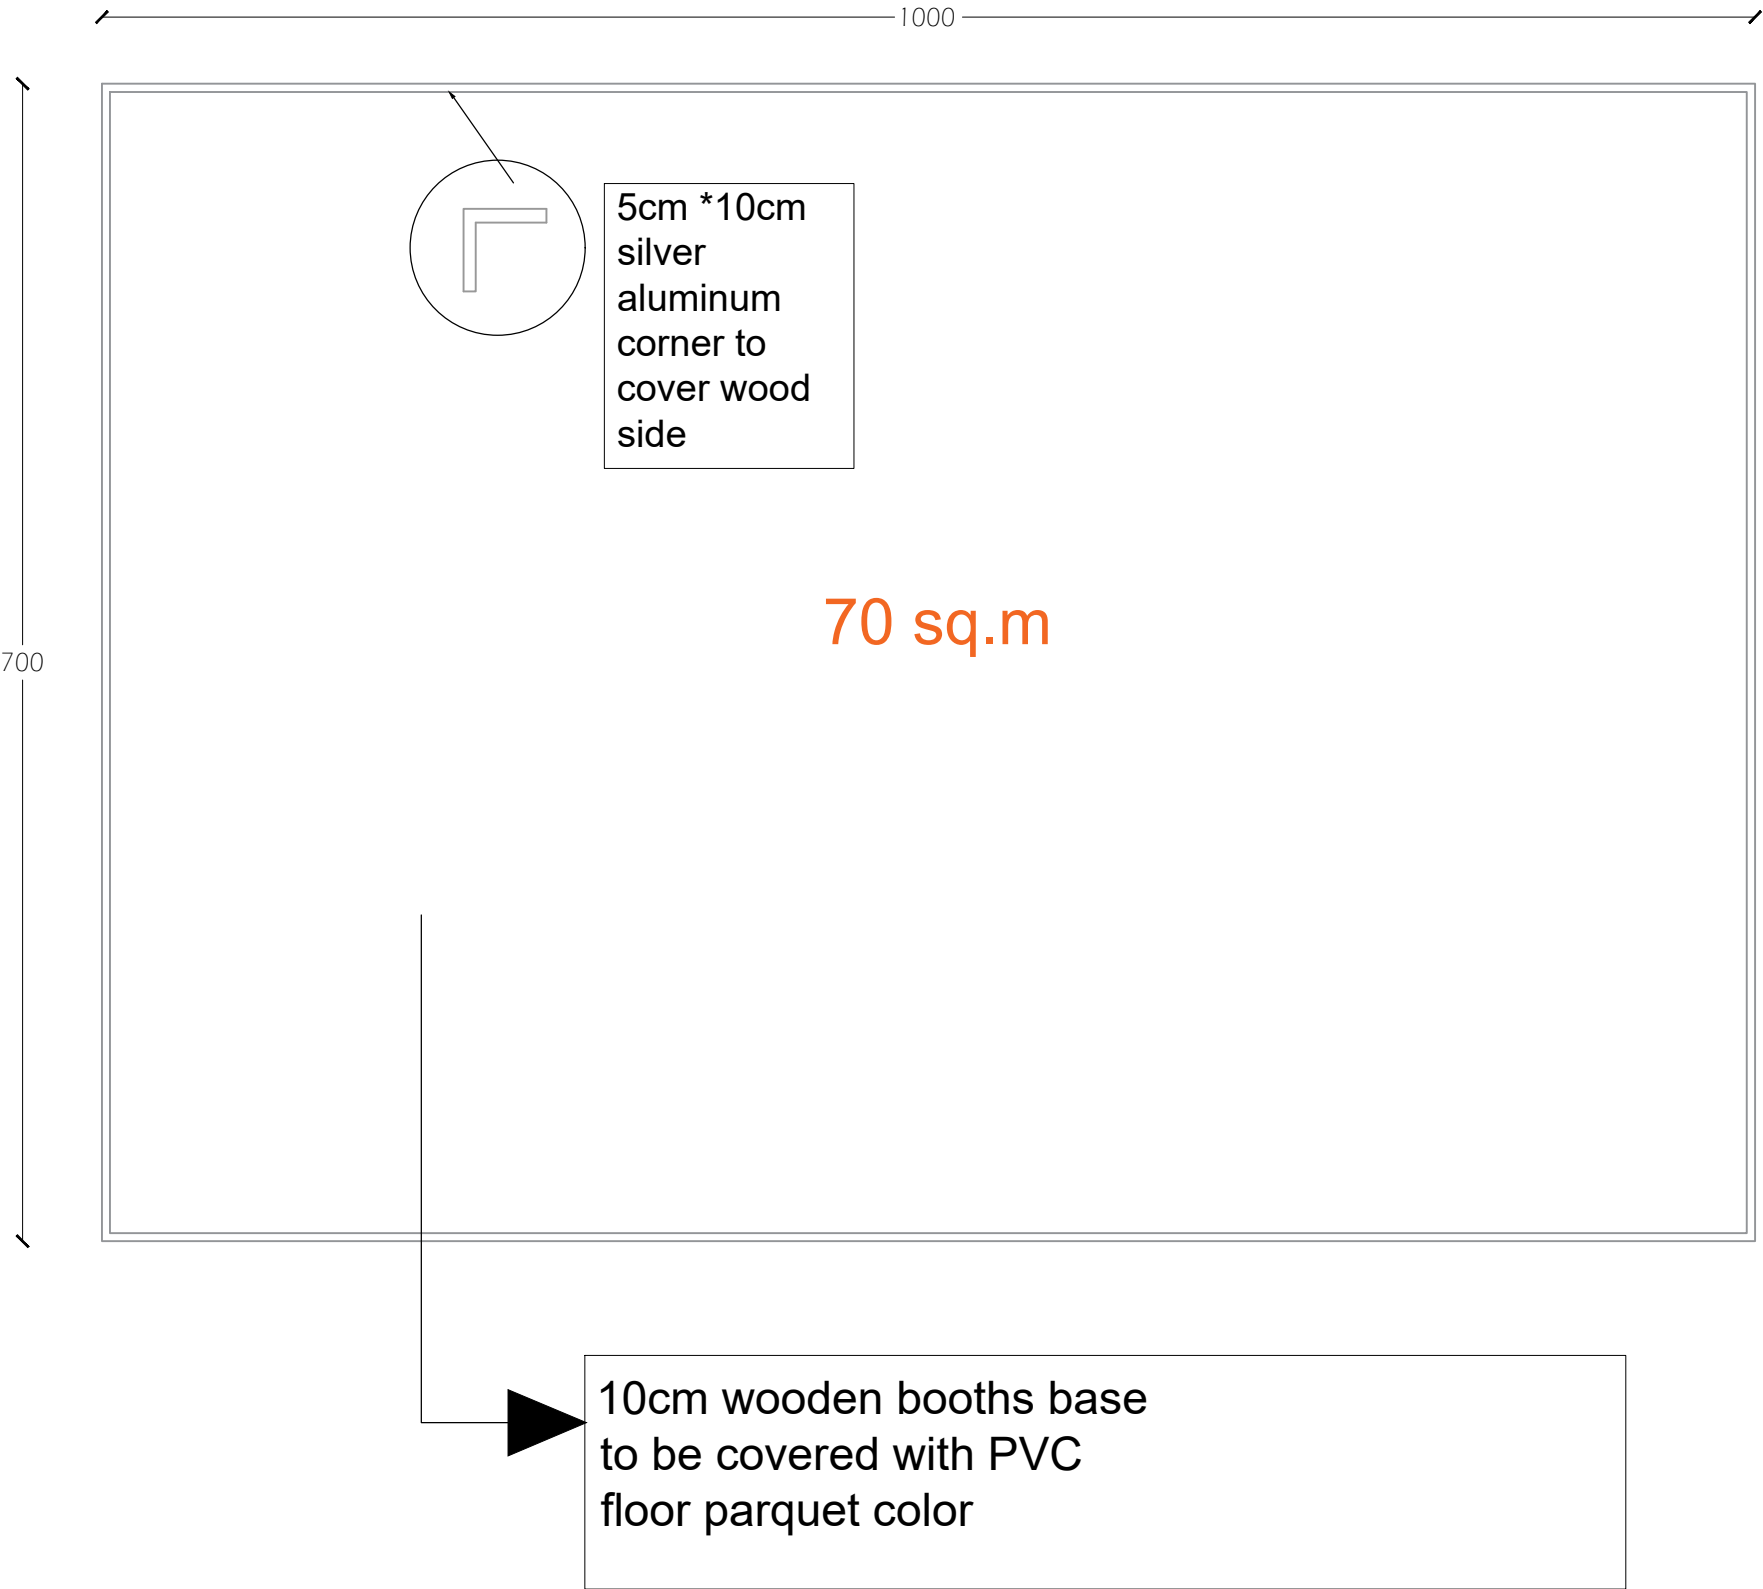 1000
5cm *10cm
silver
aluminum
corner to
cover wood
side
70 sq.m
700
10cm wooden booths base
to be covered with PVC
floor parquet color